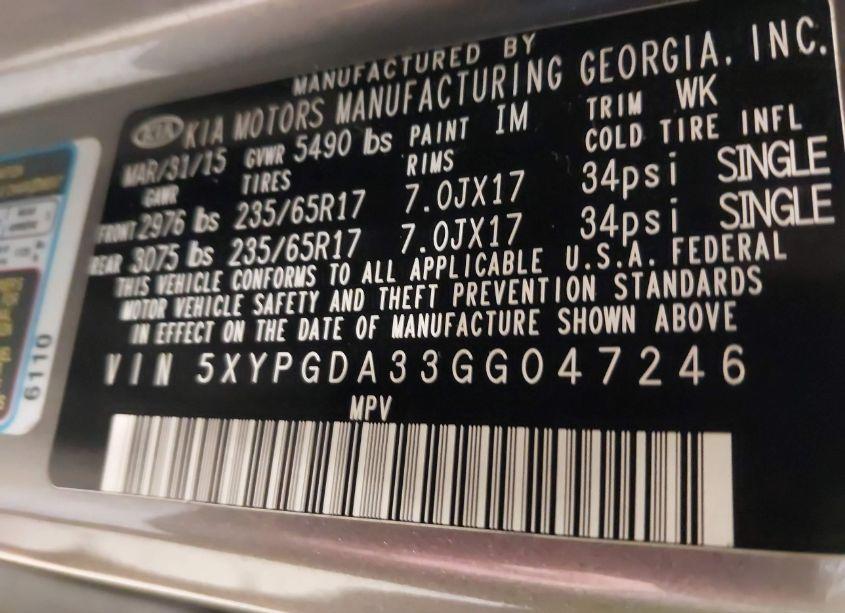 MANUFACTURED BY
KIA KIA MOTORS MANUFACTURING GEORGIA, INC.
MAR/31/15 GVWR 5490 lbs PAINT IM TRIM WK
GAWR TIRES RIMS COLD TIRE INFL
FRONT 2976 lbs 235/65R17 7.0JX17 34psi SINGLE
REAR 3075 lbs 235/65R17 7.0JX17 34psi SINGLE
THIS VEHICLE CONFORMS TO ALL APPLICABLE U.S.A. FEDERAL
MOTOR VEHICLE SAFETY AND THEFT PREVENTION STANDARDS
IN EFFECT ON THE DATE OF MANUFACTURE SHOWN ABOVE
VIN 5XYPGDA33GG047246
MPV
6110